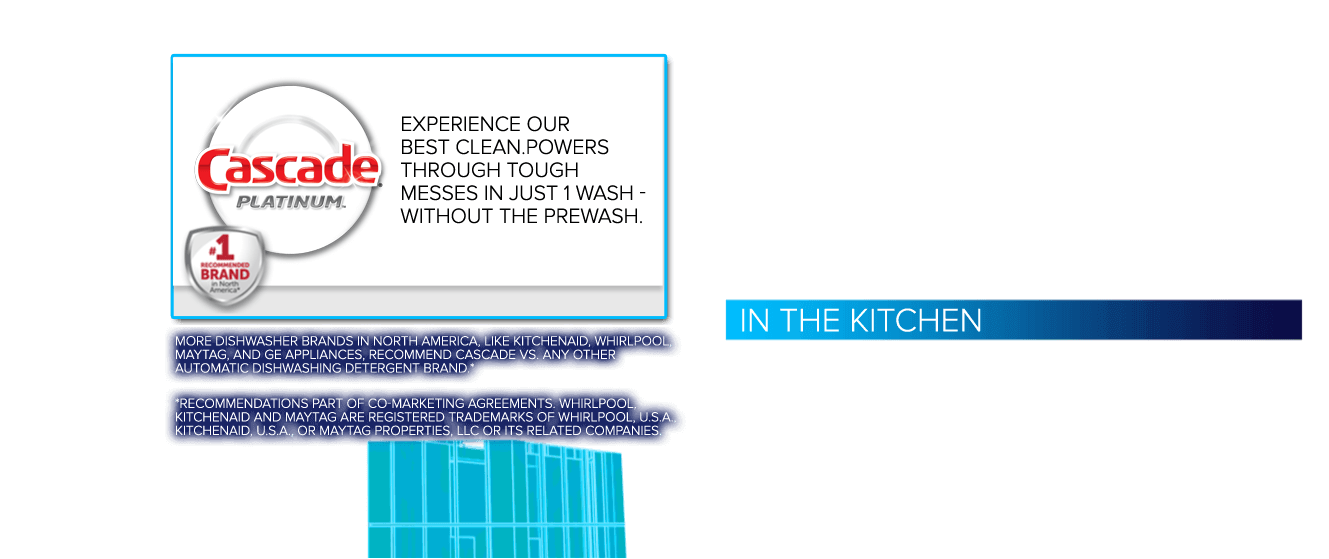 EXPERIENCE OUR
BEST CLEAN.POWERS
THROUGH TOUGH
MESSES IN JUST 1 WASH -
WITHOUT THE PREWASH.
Cascade
PLATINUM™
#1
RECOMMENDED
BRAND
in North
America*
IN THE KITCHEN
MORE DISHWASHER BRANDS IN NORTH AMERICA, LIKE KITCHENAID, WHIRLPOOL,
MAYTAG, AND GE APPLIANCES, RECOMMEND CASCADE VS. ANY OTHER
AUTOMATIC DISHWASHING DETERGENT BRAND.*
*RECOMMENDATIONS PART OF CO-MARKETING AGREEMENTS. WHIRLPOOL,
KITCHENAID AND MAYTAG ARE REGISTERED TRADEMARKS OF WHIRLPOOL, U.S.A.,
KITCHENAID, U.S.A., OR MAYTAG PROPERTIES, LLC OR ITS RELATED COMPANIES.